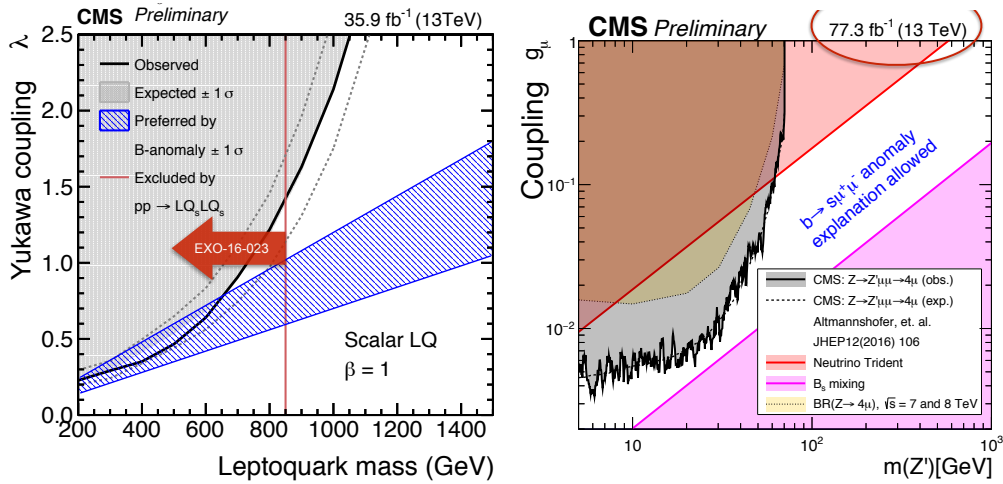 CMS Preliminary 35.9 fb⁻¹ (13TeV)
Yukawa coupling λ
2.5
2.0
1.5
1.0
0.5
0.0
Observed
Expected ± 1 σ
Preferred by
B-anomaly ± 1 σ
Excluded by
pp → LQₛLQₛ
EXO-16-023
Scalar LQ
β = 1
200 400 600 800 1000 1400
Leptoquark mass (GeV)
CMS Preliminary 77.3 fb⁻¹ (13 TeV)
Coupling g_μ
1
10⁻¹
10⁻²
b→ sμ⁺μ⁻ anomaly
explanation allowed
CMS: Z→Z'μμ→4μ (obs.)
CMS: Z→Z'μμ→4μ (exp.)
Altmannshofer, et. al.
JHEP12(2016) 106
Neutrino Trident
Bₛ mixing
BR(Z→ 4μ), √s = 7 and 8 TeV
10 10² 10³
m(Z')[GeV]